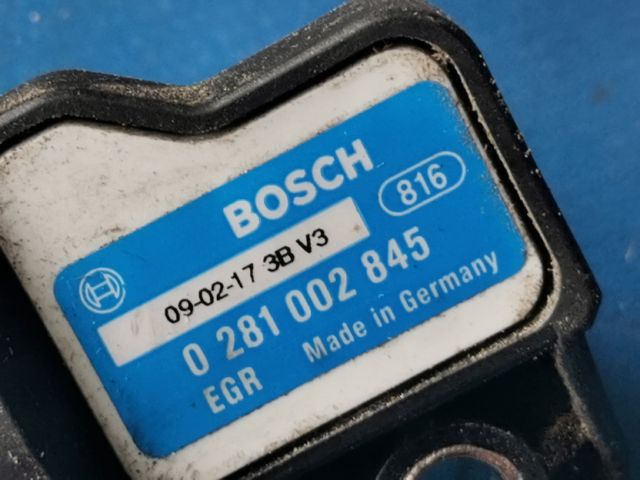 BOSCH
816
09-02-17 3B V3
0 281 002 845
EGR Made in Germany